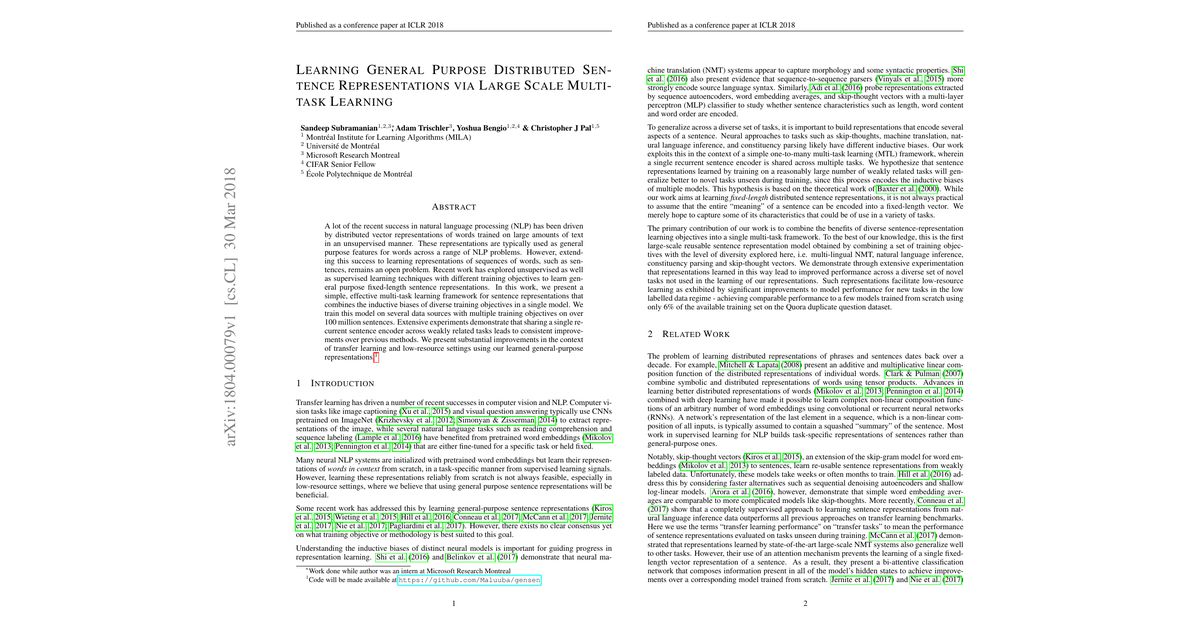 arXiv:1804.00079v1 [cs.CL] 30 Mar 2018
Published as a conference paper at ICLR 2018
LEARNING GENERAL PURPOSE DISTRIBUTED SEN-
TENCE REPRESENTATIONS VIA LARGE SCALE MULTI-
TASK LEARNING
Sandeep Subramanian1,2,3*, Adam Trischler3, Yoshua Bengio1,2,4 & Christopher J Pal1,5
1 Montréal Institute for Learning Algorithms (MILA)
2 Université de Montréal
3 Microsoft Research Montreal
4 CIFAR Senior Fellow
5 École Polytechnique de Montréal
ABSTRACT
A lot of the recent success in natural language processing (NLP) has been driven
by distributed vector representations of words trained on large amounts of text
in an unsupervised manner. These representations are typically used as general
purpose features for words across a range of NLP problems. However, extend-
ing this success to learning representations of sequences of words, such as sen-
tences, remains an open problem. Recent work has explored unsupervised as well
as supervised learning techniques with different training objectives to learn gen-
eral purpose fixed-length sentence representations. In this work, we present a
simple, effective multi-task learning framework for sentence representations that
combines the inductive biases of diverse training objectives in a single model. We
train this model on several data sources with multiple training objectives on over
100 million sentences. Extensive experiments demonstrate that sharing a single re-
current sentence encoder across weakly related tasks leads to consistent improve-
ments over previous methods. We present substantial improvements in the context
of transfer learning and low-resource settings using our learned general-purpose
representations.1
1 INTRODUCTION
Transfer learning has driven a number of recent successes in computer vision and NLP. Computer vi-
sion tasks like image captioning (Xu et al., 2015) and visual question answering typically use CNNs
pretrained on ImageNet (Krizhevsky et al., 2012; Simonyan & Zisserman, 2014) to extract repre-
sentations of the image, while several natural language tasks such as reading comprehension and
sequence labeling (Lample et al., 2016) have benefited from pretrained word embeddings (Mikolov
et al., 2013; Pennington et al., 2014) that are either fine-tuned for a specific task or held fixed.
Many neural NLP systems are initialized with pretrained word embeddings but learn their represen-
tations of words in context from scratch, in a task-specific manner from supervised learning signals.
However, learning these representations reliably from scratch is not always feasible, especially in
low-resource settings, where we believe that using general purpose sentence representations will be
beneficial.
Some recent work has addressed this by learning general-purpose sentence representations (Kiros
et al., 2015; Wieting et al., 2015; Hill et al., 2016; Conneau et al., 2017; McCann et al., 2017; Jernite
et al., 2017; Nie et al., 2017; Pagliardini et al., 2017). However, there exists no clear consensus yet
on what training objective or methodology is best suited to this goal.
Understanding the inductive biases of distinct neural models is important for guiding progress in
representation learning. Shi et al. (2016) and Belinkov et al. (2017) demonstrate that neural ma-
*Work done while author was an intern at Microsoft Research Montreal
1Code will be made available at https://github.com/Maluuba/gensen
1
Published as a conference paper at ICLR 2018
chine translation (NMT) systems appear to capture morphology and some syntactic properties. Shi
et al. (2016) also present evidence that sequence-to-sequence parsers (Vinyals et al., 2015) more
strongly encode source language syntax. Similarly, Adi et al. (2016) probe representations extracted
by sequence autoencoders, word embedding averages, and skip-thought vectors with a multi-layer
perceptron (MLP) classifier to study whether sentence characteristics such as length, word content
and word order are encoded.
To generalize across a diverse set of tasks, it is important to build representations that encode several
aspects of a sentence. Neural approaches to tasks such as skip-thoughts, machine translation, nat-
ural language inference, and constituency parsing likely have different inductive biases. Our work
exploits this in the context of a simple one-to-many multi-task learning (MTL) framework, wherein
a single recurrent sentence encoder is shared across multiple tasks. We hypothesize that sentence
representations learned by training on a reasonably large number of weakly related tasks will gen-
eralize better to novel tasks unseen during training, since this process encodes the inductive biases
of multiple models. This hypothesis is based on the theoretical work of Baxter et al. (2000). While
our work aims at learning fixed-length distributed sentence representations, it is not always practical
to assume that the entire "meaning" of a sentence can be encoded into a fixed-length vector. We
merely hope to capture some of its characteristics that could be of use in a variety of tasks.
The primary contribution of our work is to combine the benefits of diverse sentence-representation
learning objectives into a single multi-task framework. To the best of our knowledge, this is the first
large-scale reusable sentence representation model obtained by combining a set of training objec-
tives with the level of diversity explored here, i.e. multi-lingual NMT, natural language inference,
constituency parsing and skip-thought vectors. We demonstrate through extensive experimentation
that representations learned in this way lead to improved performance across a diverse set of novel
tasks not used in the learning of our representations. Such representations facilitate low-resource
learning as exhibited by significant improvements to model performance for new tasks in the low
labelled data regime - achieving comparable performance to a few models trained from scratch using
only 6% of the available training set on the Quora duplicate question dataset.
2 RELATED WORK
The problem of learning distributed representations of phrases and sentences dates back over a
decade. For example, Mitchell & Lapata (2008) present an additive and multiplicative linear com-
position function of the distributed representations of individual words. Clark & Pulman (2007)
combine symbolic and distributed representations of words using tensor products. Advances in
learning better distributed representations of words (Mikolov et al., 2013; Pennington et al., 2014)
combined with deep learning have made it possible to learn complex non-linear composition func-
tions of an arbitrary number of word embeddings using convolutional or recurrent neural networks
(RNNs). A network's representation of the last element in a sequence, which is a non-linear com-
position of all inputs, is typically assumed to contain a squashed "summary" of the sentence. Most
work in supervised learning for NLP builds task-specific representations of sentences rather than
general-purpose ones.
Notably, skip-thought vectors (Kiros et al., 2015), an extension of the skip-gram model for word em-
beddings (Mikolov et al., 2013) to sentences, learn re-usable sentence representations from weakly
labeled data. Unfortunately, these models take weeks or often months to train. Hill et al. (2016) ad-
dress this by considering faster alternatives such as sequential denoising autoencoders and shallow
log-linear models. Arora et al. (2016), however, demonstrate that simple word embedding aver-
ages are comparable to more complicated models like skip-thoughts. More recently, Conneau et al.
(2017) show that a completely supervised approach to learning sentence representations from nat-
ural language inference data outperforms all previous approaches on transfer learning benchmarks.
Here we use the terms "transfer learning performance" on "transfer tasks" to mean the performance
of sentence representations evaluated on tasks unseen during training. McCann et al. (2017) demon-
strated that representations learned by state-of-the-art large-scale NMT systems also generalize well
to other tasks. However, their use of an attention mechanism prevents the learning of a single fixed-
length vector representation of a sentence. As a result, they present a bi-attentive classification
network that composes information present in all of the model's hidden states to achieve improve-
ments over a corresponding model trained from scratch. Jernite et al. (2017) and Nie et al. (2017)
2